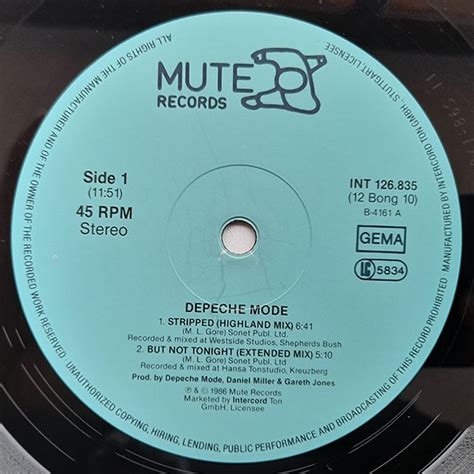 MUTE
RECORDS
Side 1
(11:51)
45 RPM
Stereo
INT 126.835
(12 Bong 10)
B-4161 A
GEMA
LC 5834
DEPECHE MODE
1. STRIPPED (HIGHLAND MIX) 6:41
(M. L. Gore) Sonet Publ. Ltd.
Recorded & mixed at Westside Studios, Shepherds Bush
2. BUT NOT TONIGHT (EXTENDED MIX) 5:10
(M. L. Gore) Sonet Publ. Ltd
Recorded & mixed at Hansa Tonstudio, Kreuzberg
Prod. by Depeche Mode, Daniel Miller & Gareth Jones
℗ © 1986 Mute Records
Marketed by Intercord Ton
GmbH, Licensee
ALL RIGHTS OF THE MANUFACTURER AND OF THE OWNER OF THE RECORDED WORK RESERVED. UNAUTHORIZED COPYING, HIRING, LENDING, PUBLIC PERFORMANCE AND BROADCASTING OF THIS RECORD PROHIBITED. MANUFACTURED BY INTERCORD TON GMBH, STUTTGART, LICENSEE